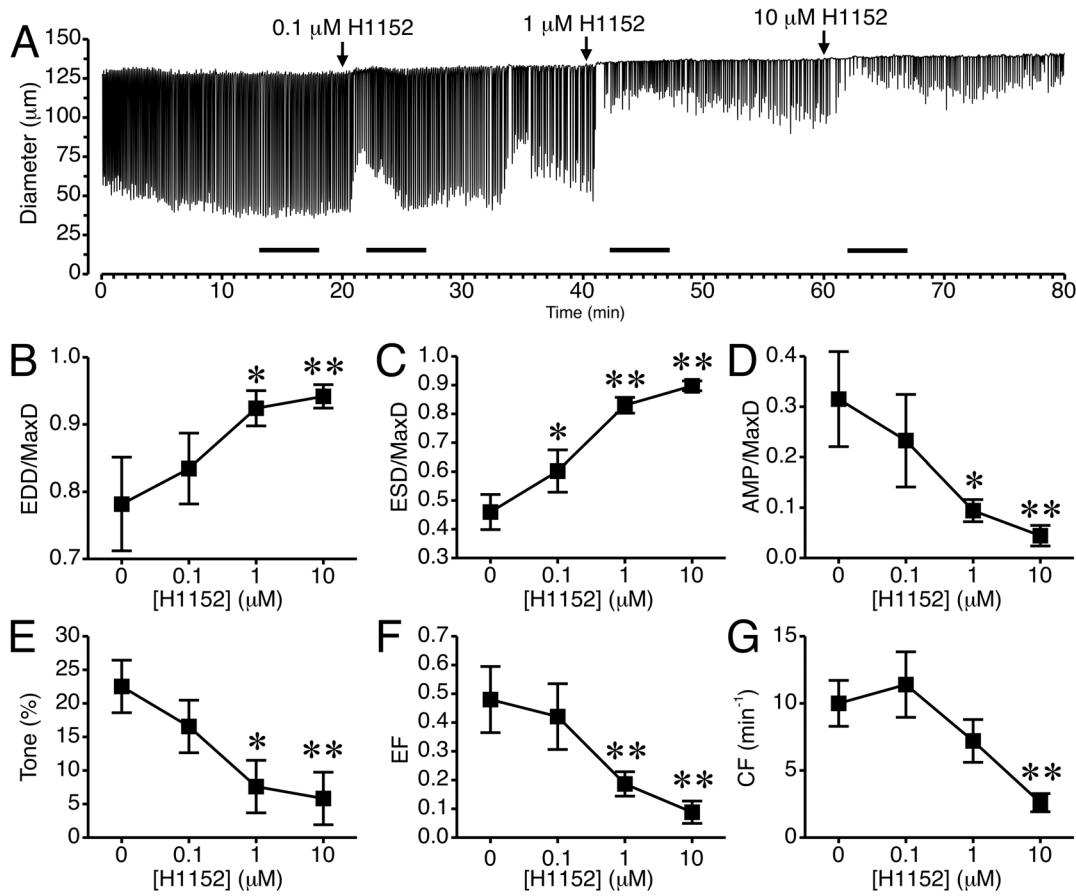 A
0.1 μM H1152
1 μM H1152
10 μM H1152
Diameter (μm)
150
125
100
75
50
25
0
0 10 20 30 40 50 60 70 80
Time (min)
B
EDD/MaxD
1.0
0.9
0.8
0.7
* **
0 0.1 1 10
[H1152] (μM)
C
ESD/MaxD
1.0
0.9
0.8
0.7
0.6
0.5
0.4
0.3
* ** **
0 0.1 1 10
[H1152] (μM)
D
AMP/MaxD
0.4
0.3
0.2
0.1
0.0
* **
0 0.1 1 10
[H1152] (μM)
E
Tone (%)
30
25
20
15
10
5
0
* **
0 0.1 1 10
[H1152] (μM)
F
EF
0.7
0.6
0.5
0.4
0.3
0.2
0.1
0.0
** **
0 0.1 1 10
[H1152] (μM)
G
CF (min⁻¹)
15
10
5
0
**
0 0.1 1 10
[H1152] (μM)